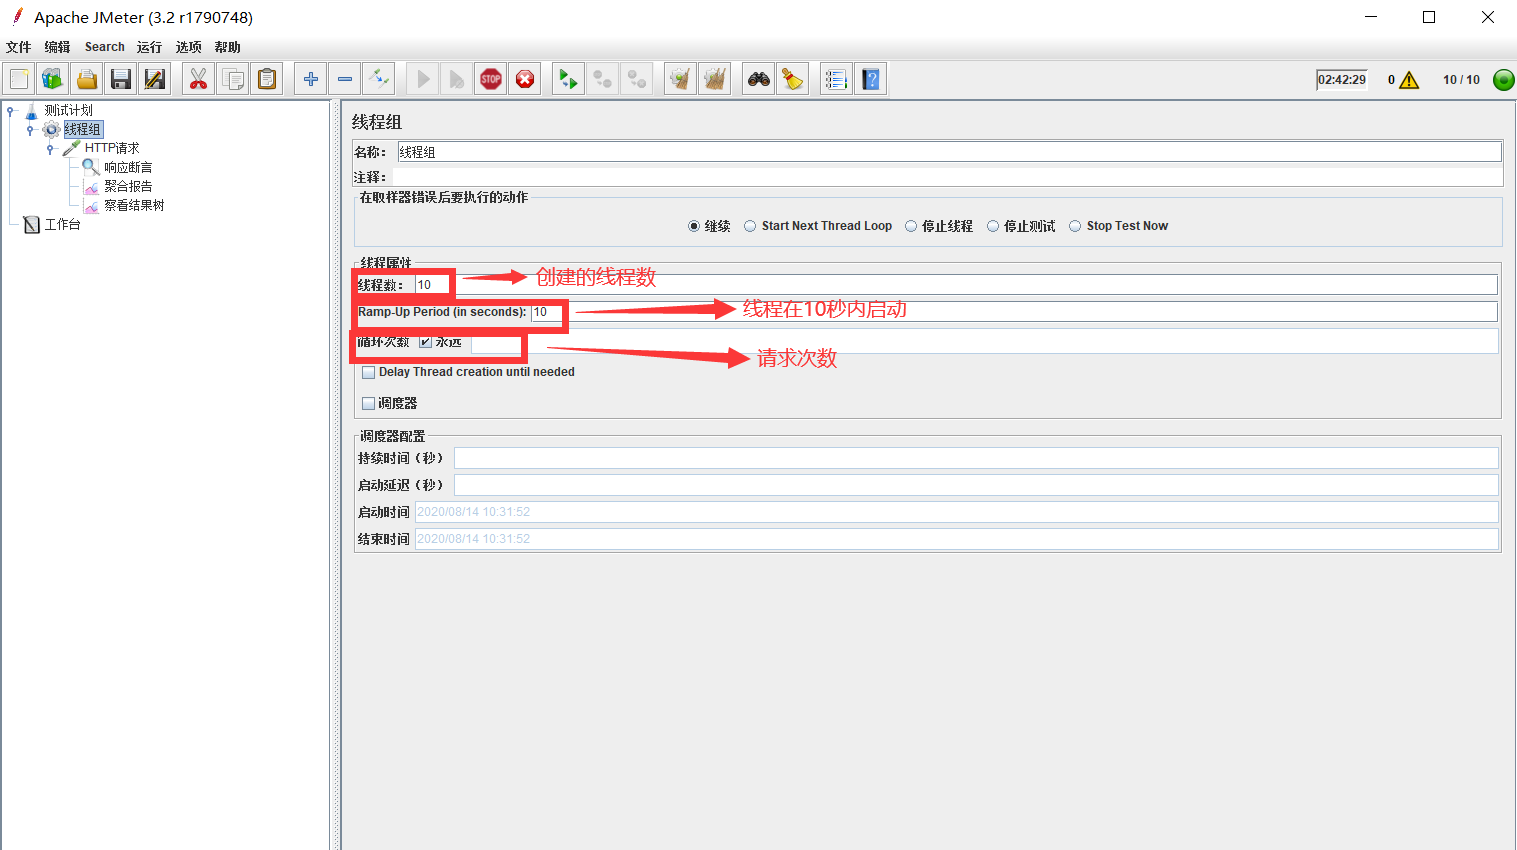 Apache JMeter (3.2 r1790748)
文件 编辑 Search 运行 选项 帮助
STOP
02:42:29 0 10 / 10
测试计划
线程组
HTTP请求
响应断言
聚合报告
察看结果树
工作台
线程组
名称： 线程组
注释：
在取样器错误后要执行的动作
继续 Start Next Thread Loop 停止线程 停止测试 Stop Test Now
线程属性
线程数： 10 创建的线程数
Ramp-Up Period (in seconds): 10 线程在10秒内启动
循环次数 永远 请求次数
Delay Thread creation until needed
调度器
调度器配置
持续时间（秒）
启动延迟（秒）
启动时间 2020/08/14 10:31:52
结束时间 2020/08/14 10:31:52